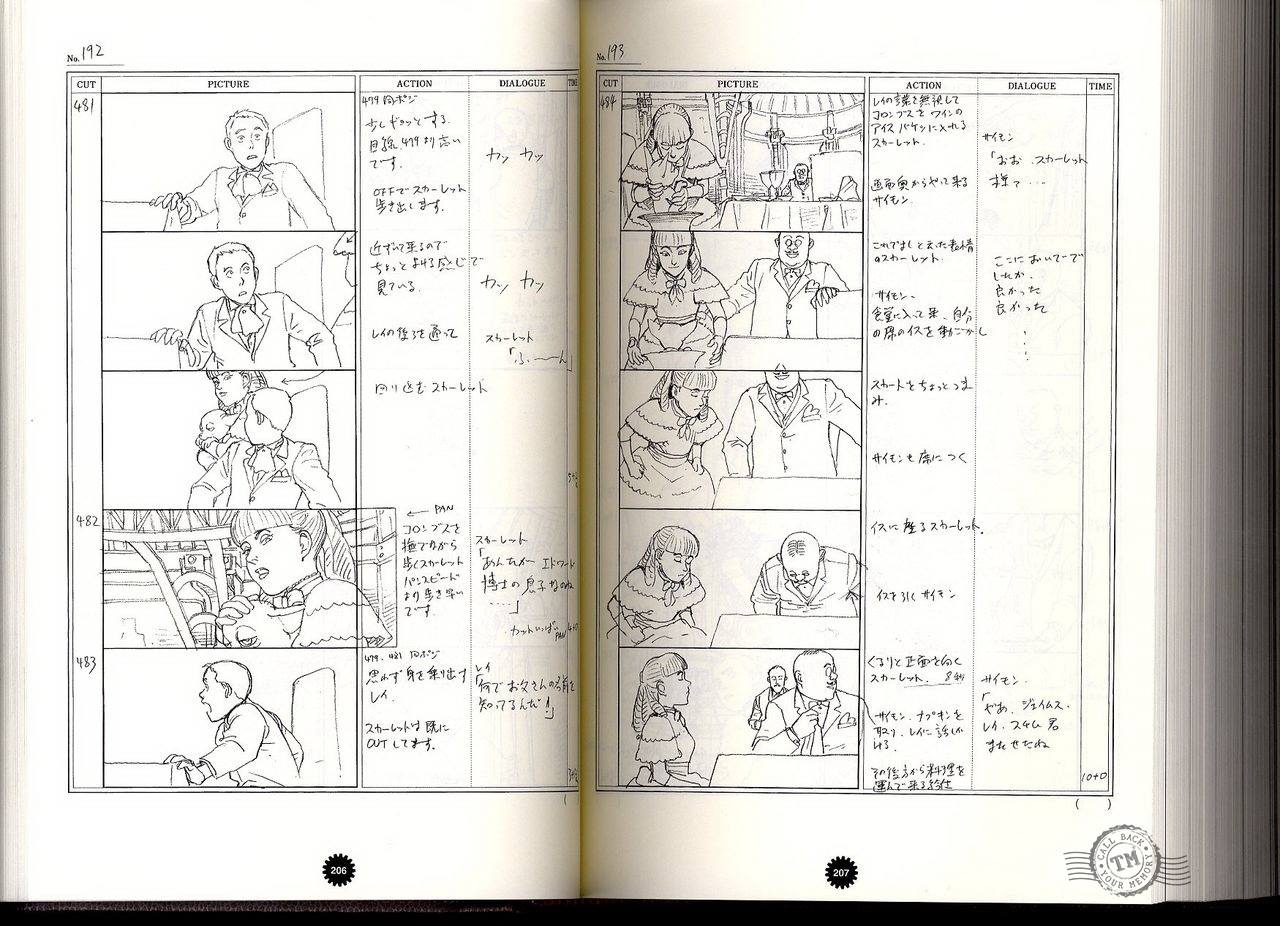 No. 192
CUT PICTURE ACTION DIALOGUE TIME
481
479 同ポジ
少しギョッとする
目線 479より高い
です。
OFFでスカーレット
歩き出します。
カッ カッ
近ずいて来るので
ちょっとよける感じで
見ている。
レイの後ろを通って
カッ カッ
スカーレット
「ふ〜〜ん」
回り込むスカーレット
482
← PAN
コロンブスを
撫でながら
歩くスカーレット
パンスピード
より歩き早い
です。
スカーレット
「あんたが エドワード
博士の息子なのね
……」
カットいっぱい
PAN
483
479、481 同ポジ
思わず身を乗り出す
レイ。
スカーレットは既に
OUTしてます。
レイ
「何でお父さんの名前を
知ってるんだ!」
206
No. 193
CUT PICTURE ACTION DIALOGUE TIME
484
レイの言葉を無視して
コロンブスをワインの
アイスバケツに入れる
スカーレット。
画面奥からやって来る
サイモン。
サイモン
「おお、スカーレット
様っ…
これでよしと云った表情
のスカーレット。
サイモン、
食堂に入って来、自分
の席のイスを動かし
ここにおいでで
したか、
良かった
良かった
スカートをちょっとつま
み、
サイモンも席につく
イスに座るスカーレット。
イスを引くサイモン
くるりと正面を向く
スカーレット。
サイモン、ナプキンを
取り、レイに話しか
ける。
その後方から料理を
運んで来る給仕
サイモン
「やあ、ジェイムス・
レイ・スチム君
またせたね
10+0
( )
207
CALL BACK
TM
YOUR MEMORY